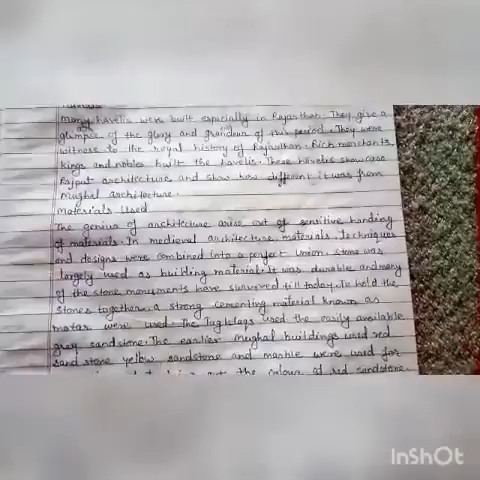 Havelis
many havelis were built especially in Rajasthan. They give a
glimpse of the glory and grandeur of this period. They were
witness to the royal history of Rajasthan. Rich merchants
kings and nobles built the havelis. These havelis showcase
Rajput architecture and show how different it was from
Mughal architecture.
Materials Used
The genius of architecture arise out of sensitive handing
of materials. In medieval architecture materials, techniques
and designs were combined into a perfect union. stone was
largely used as building material. It was durable and many
of the stone monuments have survived till today. To hold the
stones together, a strong cementing material known as
motar were used. The Tughlaqs used the easily available
gray sandstone. The earlier mughal buildings used red
sand stone yellow sandstone and marble were used for
the colour of red sandstone
InShOt